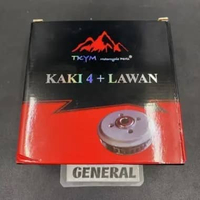 TKYM Motorcycle Parts®
KAKI 4 + LAWAN
GENERAL